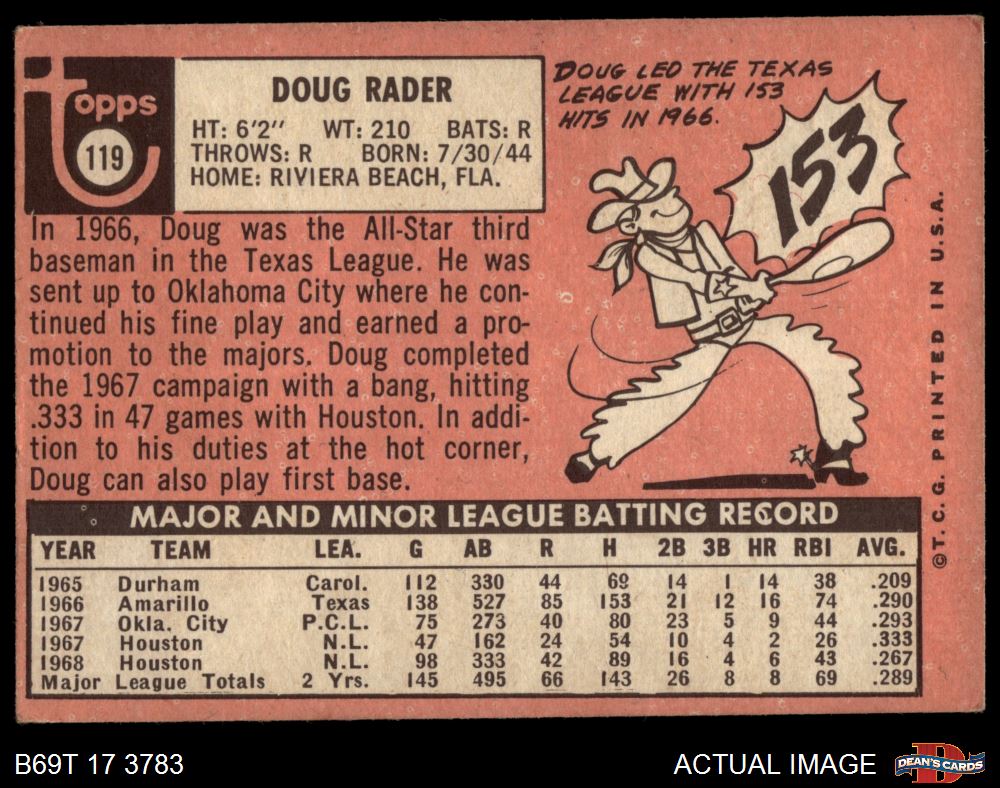 Topps
119
DOUG RADER
HT: 6'2" WT: 210 BATS: R
THROWS: R BORN: 7/30/44
HOME: RIVIERA BEACH, FLA.
DOUG LED THE TEXAS
LEAGUE WITH 153
HITS IN 1966.
153
In 1966, Doug was the All-Star third
baseman in the Texas League. He was
sent up to Oklahoma City where he con-
tinued his fine play and earned a pro-
motion to the majors. Doug completed
the 1967 campaign with a bang, hitting
.333 in 47 games with Houston. In addi-
tion to his duties at the hot corner,
Doug can also play first base.
©T. C. G. PRINTED IN U.S.A.
MAJOR AND MINOR LEAGUE BATTING RECORD
YEAR TEAM LEA. G AB R H 2B 3B HR RBI AVG.
1965 Durham Carol. 112 330 44 69 14 1 14 38 .209
1966 Amarillo Texas 138 527 85 153 21 12 16 74 .290
1967 Okla. City P.C.L. 75 273 40 80 23 5 9 44 .293
1967 Houston N.L. 47 162 24 54 10 4 2 26 .333
1968 Houston N.L. 98 333 42 89 16 4 6 43 .267
Major League Totals 2 Yrs. 145 495 66 143 26 8 8 69 .289
B69T 17 3783
ACTUAL IMAGE
DEAN'S CARDS